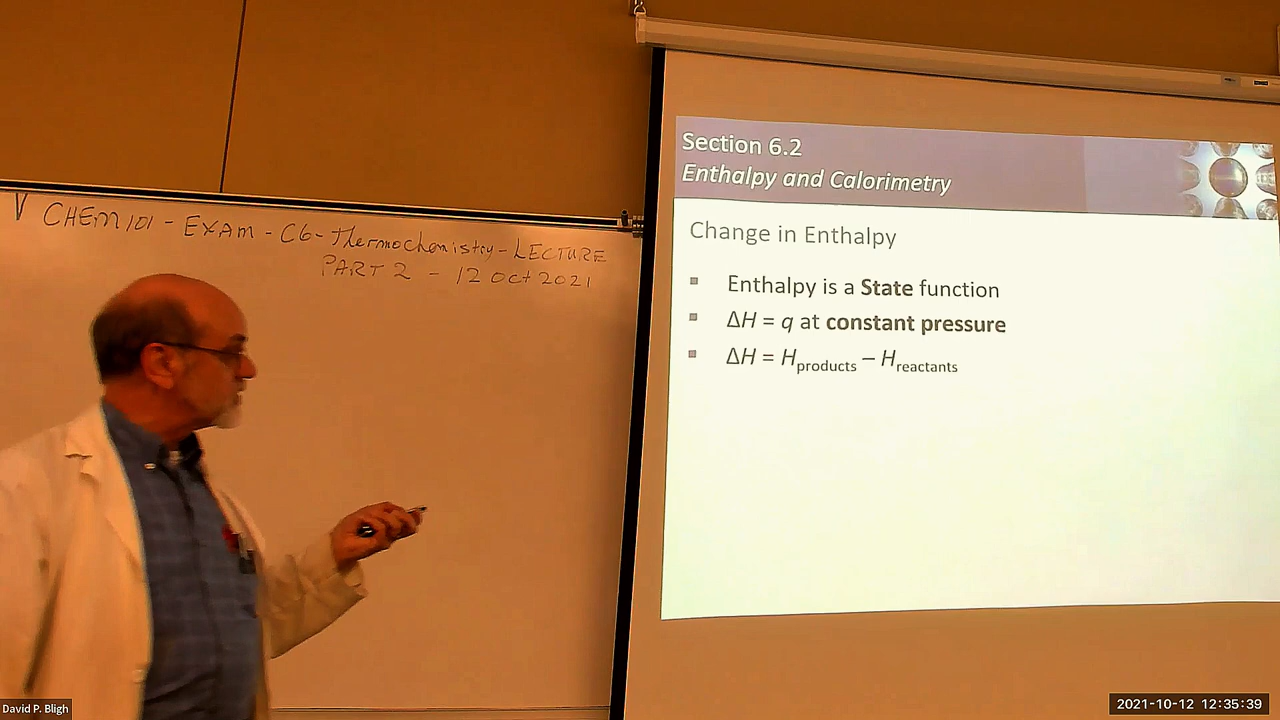 V CHEM 101 - EXAM - C6 - Thermochemistry - LECTURE
PART 2 - 12 Oct 2021
Section 6.2
Enthalpy and Calorimetry
Change in Enthalpy
▪ Enthalpy is a State function
▪ ΔH = q at constant pressure
▪ ΔH = Hproducts – Hreactants
David P. Bligh
2021-10-12 12:35:39